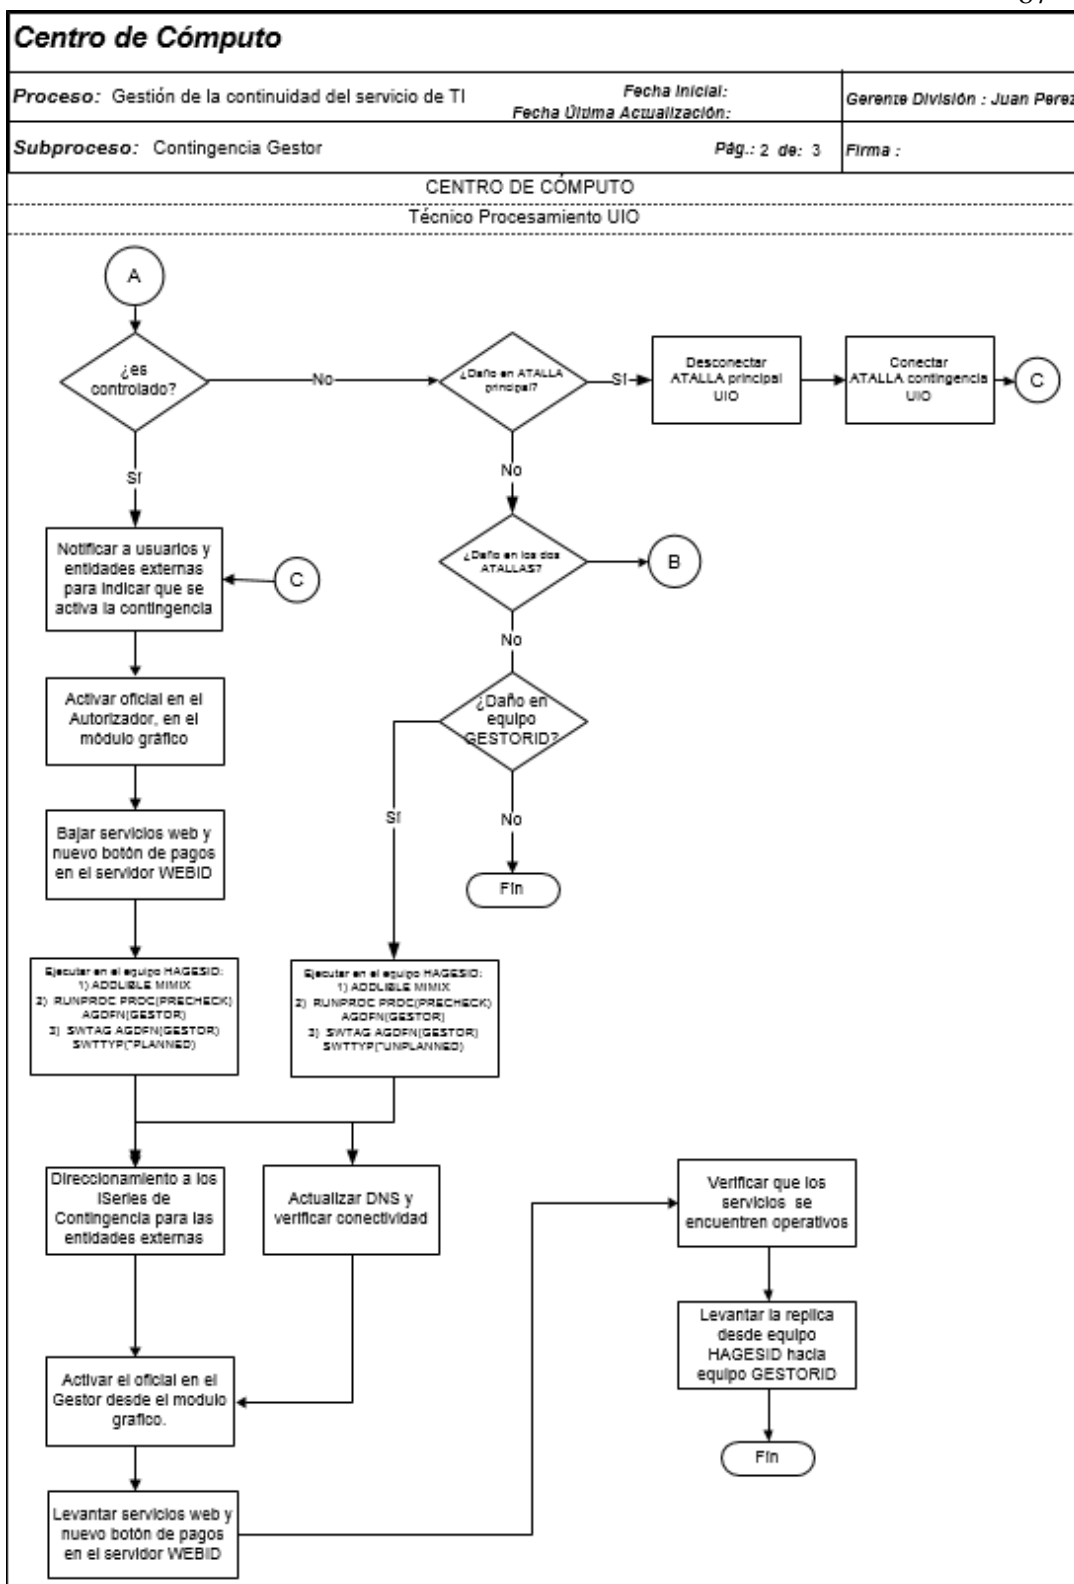 Centro de Cómputo
Proceso: Gestión de la continuidad del servicio de TI
Fecha Inicial:
Fecha Última Actualización:
Gerente División : Juan Perez
Subproceso: Contingencia Gestor
Pág.: 2 de: 3
Firma :
CENTRO DE CÓMPUTO
Técnico Procesamiento UIO
A
¿es
controlado?
No
¿Daño en ATALLA
principal?
Sí
Desconectar
ATALLA principal
UIO
Conectar
ATALLA contingencia
UIO
C
Sí
No
Notificar a usuarios y
entidades externas
para indicar que se
activa la contingencia
C
¿Daño en los dos
ATALLAS?
B
No
Activar oficial en el
Autorizador, en el
módulo gráfico
¿Daño en
equipo
GESTORID?
Sí
No
Bajar servicios web y
nuevo botón de pagos
en el servidor WEBID
Fin
Ejecutar en el equipo HAGESID:
1) ADDLIBLE MIMIX
2) RUNPROC PROC(PRECHECK)
AGDFN(GESTOR)
3) SWTAG AGDFN(GESTOR)
SWTTYP(*PLANNED)
Ejecutar en el equipo HAGESID:
1) ADDLIBLE MIMIX
2) RUNPROC PROC(PRECHECK)
AGDFN(GESTOR)
3) SWTAG AGDFN(GESTOR)
SWTTYP(*UNPLANNED)
Direccionamiento a los
iSeries de
Contingencia para las
entidades externas
Actualizar DNS y
verificar conectividad
Verificar que los
servicios se
encuentren operativos
Levantar la replica
desde equipo
HAGESID hacia
equipo GESTORID
Activar el oficial en el
Gestor desde el modulo
grafico.
Fin
Levantar servicios web y
nuevo botón de pagos
en el servidor WEBID